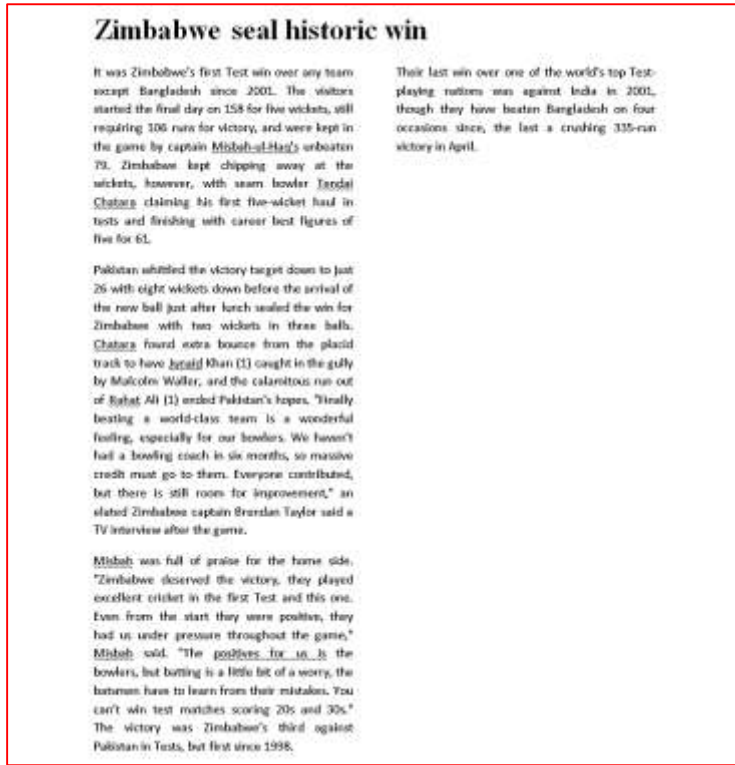 Zimbabwe seal historic win
It was Zimbabwe's first Test win over any team
except Bangladesh since 2001. The visitors
started the final day on 158 for five wickets, still
requiring 106 runs for victory, and were kept in
the game by captain Misbah-ul-Haq's unbeaten
79. Zimbabwe kept chipping away at the
wickets, however, with seam bowler Tendai
Chatara claiming his first five-wicket haul in
tests and finishing with career best figures of
five for 61.
Pakistan whittled the victory target down to just
26 with eight wickets down before the arrival of
the new ball just after lunch sealed the win for
Zimbabwe with two wickets in three balls.
Chatara found extra bounce from the placid
track to have Junaid Khan (1) caught in the gully
by Malcolm Waller, and the calamitous run out
of Rahat Ali (1) ended Pakistan's hopes. "Finally
beating a world-class team is a wonderful
feeling, especially for our bowlers. We haven't
had a bowling coach in six months, so massive
credit must go to them. Everyone contributed,
but there is still room for improvement," an
elated Zimbabwe captain Brendan Taylor said a
TV interview after the game.
Misbah was full of praise for the home side.
"Zimbabwe deserved the victory, they played
excellent cricket in the first Test and this one.
Even from the start they were positive, they
had us under pressure throughout the game,"
Misbah said. "The positives for us is the
bowlers, but batting is a little bit of a worry, the
batsmen have to learn from their mistakes. You
can't win test matches scoring 20s and 30s."
The victory was Zimbabwe's third against
Pakistan in Tests, but first since 1998.
Their last win over one of the world's top Test-
playing nations was against India in 2001,
though they have beaten Bangladesh on four
occasions since, the last a crushing 335-run
victory in April.